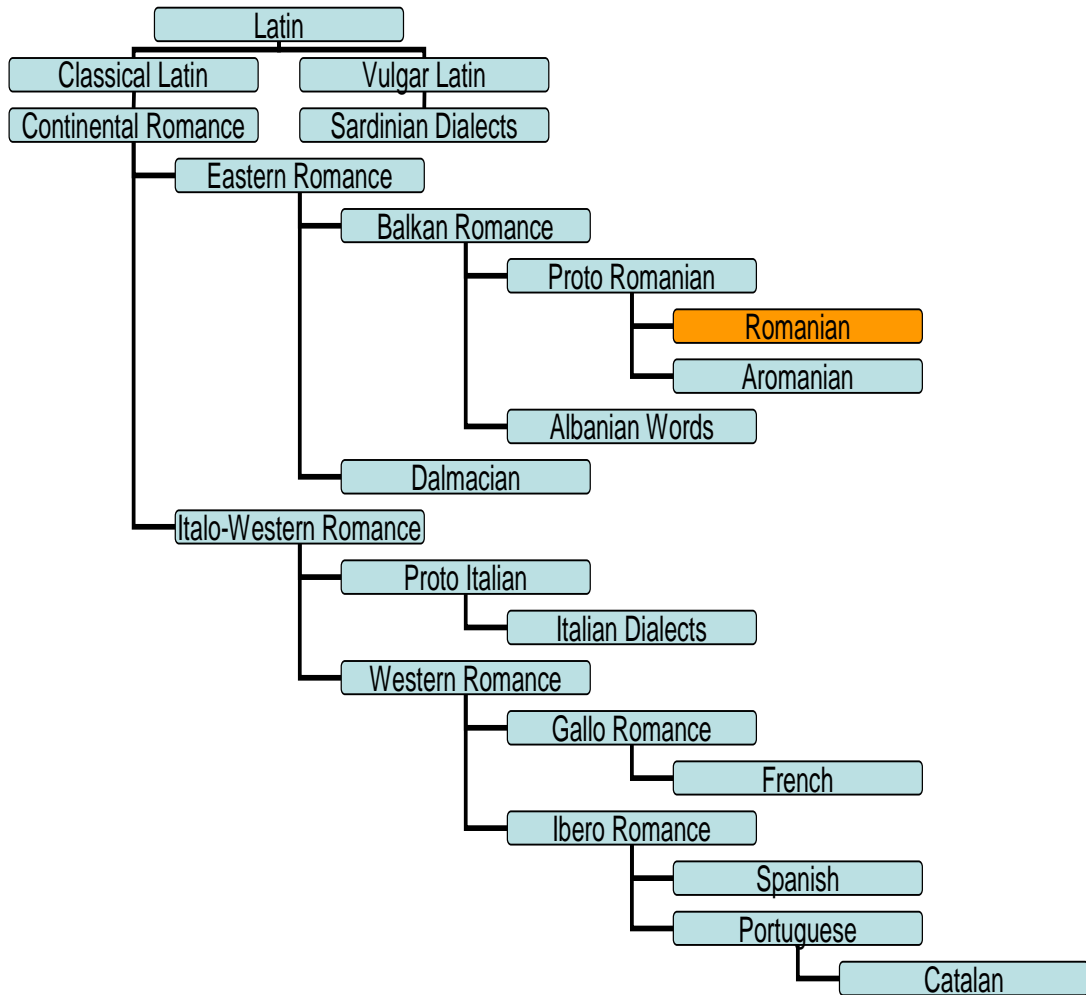 Latin
Classical Latin
Vulgar Latin
Continental Romance
Sardinian Dialects
Eastern Romance
Balkan Romance
Proto Romanian
Romanian
Aromanian
Albanian Words
Dalmacian
Italo-Western Romance
Proto Italian
Italian Dialects
Western Romance
Gallo Romance
French
Ibero Romance
Spanish
Portuguese
Catalan